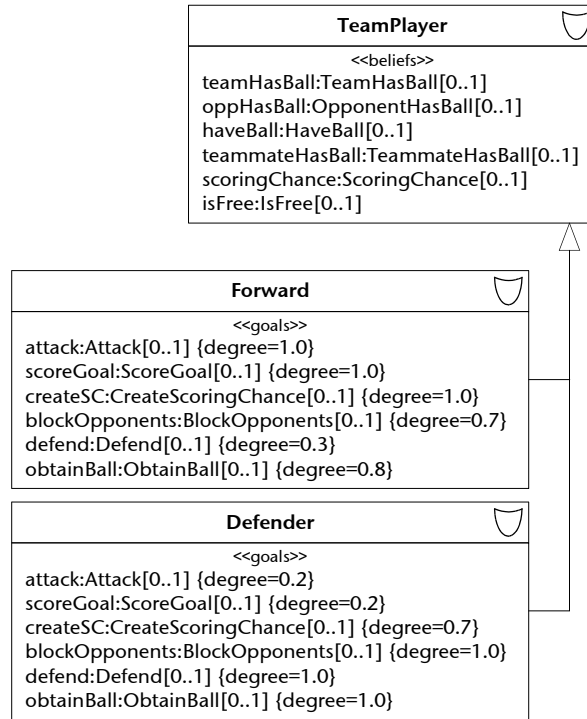 TeamPlayer
<<beliefs>>
teamHasBall:TeamHasBall[0..1]
oppHasBall:OpponentHasBall[0..1]
haveBall:HaveBall[0..1]
teammateHasBall:TeammateHasBall[0..1]
scoringChance:ScoringChance[0..1]
isFree:IsFree[0..1]
Forward
<<goals>>
attack:Attack[0..1] {degree=1.0}
scoreGoal:ScoreGoal[0..1] {degree=1.0}
createSC:CreateScoringChance[0..1] {degree=1.0}
blockOpponents:BlockOpponents[0..1] {degree=0.7}
defend:Defend[0..1] {degree=0.3}
obtainBall:ObtainBall[0..1] {degree=0.8}
Defender
<<goals>>
attack:Attack[0..1] {degree=0.2}
scoreGoal:ScoreGoal[0..1] {degree=0.2}
createSC:CreateScoringChance[0..1] {degree=0.7}
blockOpponents:BlockOpponents[0..1] {degree=1.0}
defend:Defend[0..1] {degree=1.0}
obtainBall:ObtainBall[0..1] {degree=1.0}